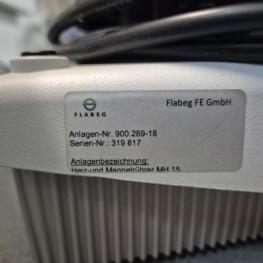 FLABEG
Flabeg FE GmbH
Anlagen-Nr. 900.289-18
Serien-Nr.: 319 617
Anlagenbezeichnung:
Heiz-und Magnetrührer MH 15